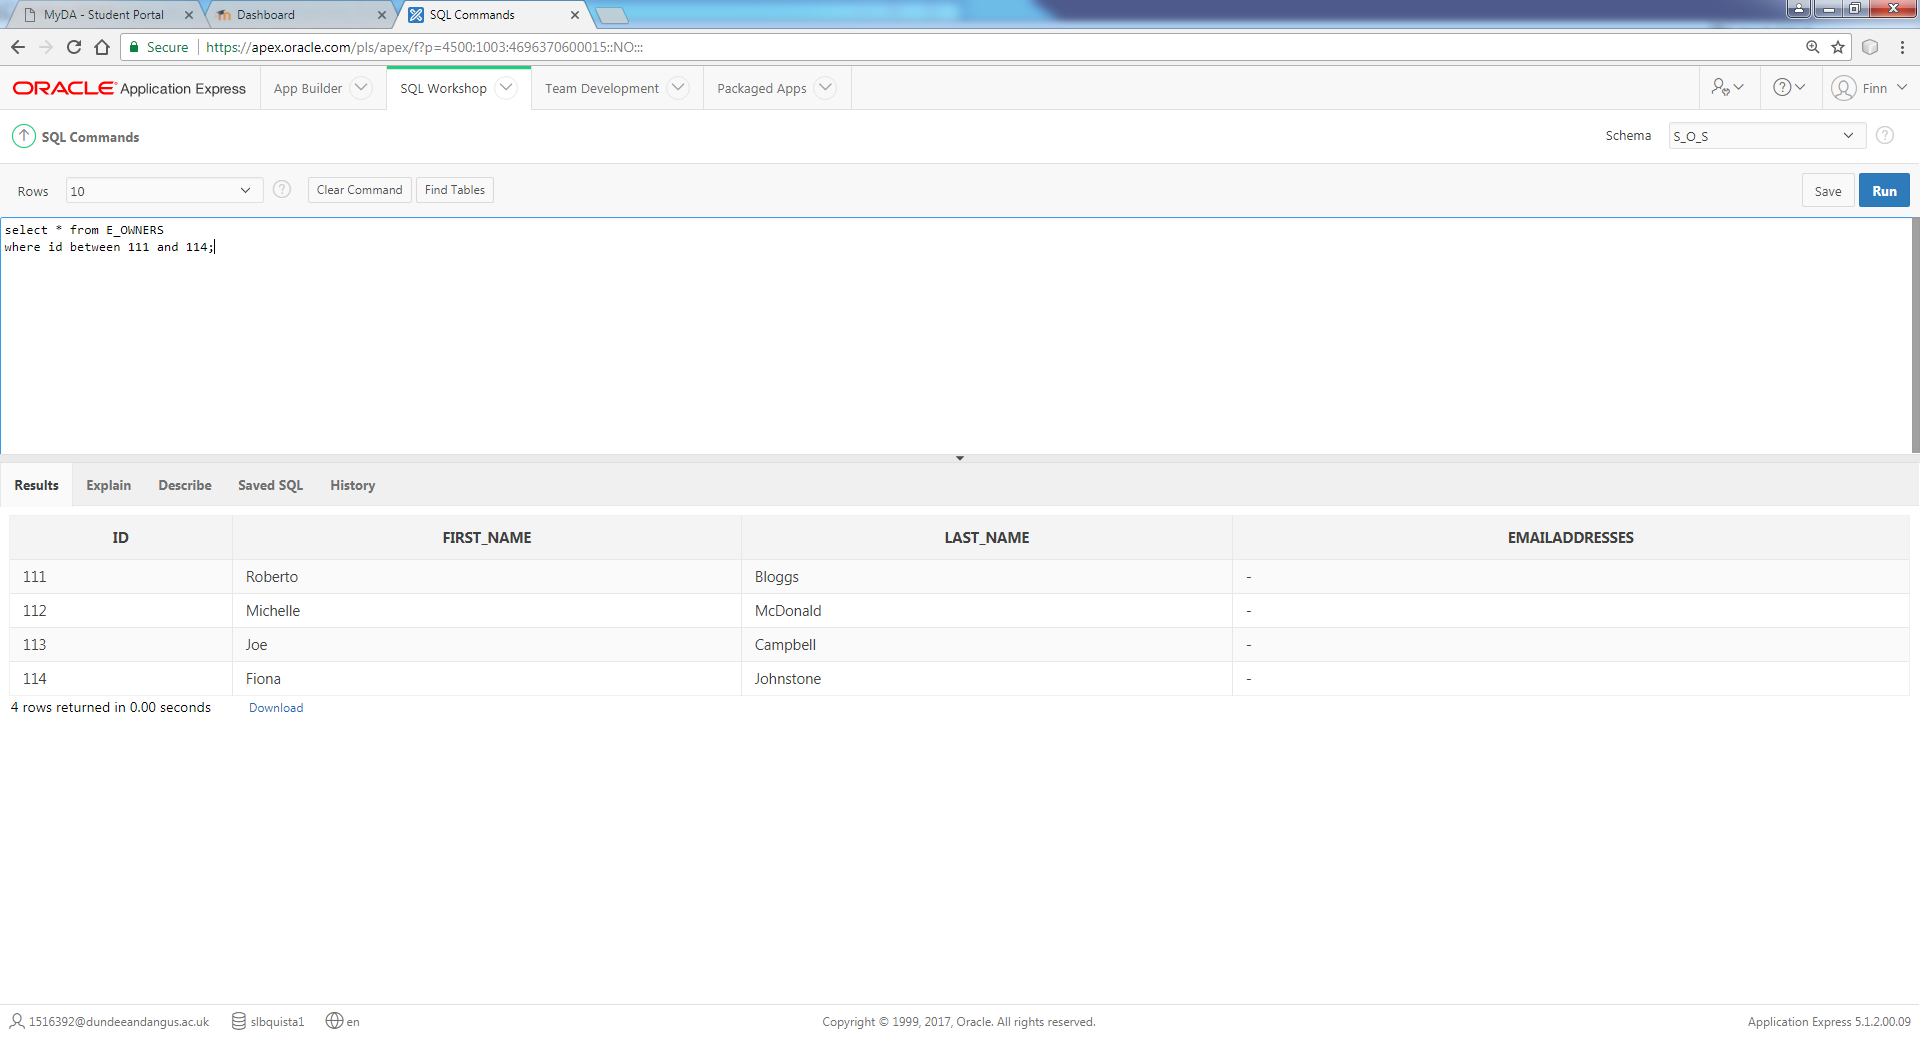 MyDA - Student Portal
Dashboard
SQL Commands
Secure
https://apex.oracle.com/pls/apex/f?p=4500:1003:4696370600015::NO:::
ORACLE Application Express
App Builder
SQL Workshop
Team Development
Packaged Apps
Finn
SQL Commands
Schema
S_O_S
Rows
10
Clear Command
Find Tables
Save
Run
select * from E_OWNERS
where id between 111 and 114;
Results
Explain
Describe
Saved SQL
History
ID FIRST_NAME LAST_NAME EMAILADDRESSES
111 Roberto Bloggs -
112 Michelle McDonald -
113 Joe Campbell -
114 Fiona Johnstone -
4 rows returned in 0.00 seconds
Download
1516392@dundeeandangus.ac.uk
slbquista1
en
Copyright © 1999, 2017, Oracle. All rights reserved.
Application Express 5.1.2.00.09